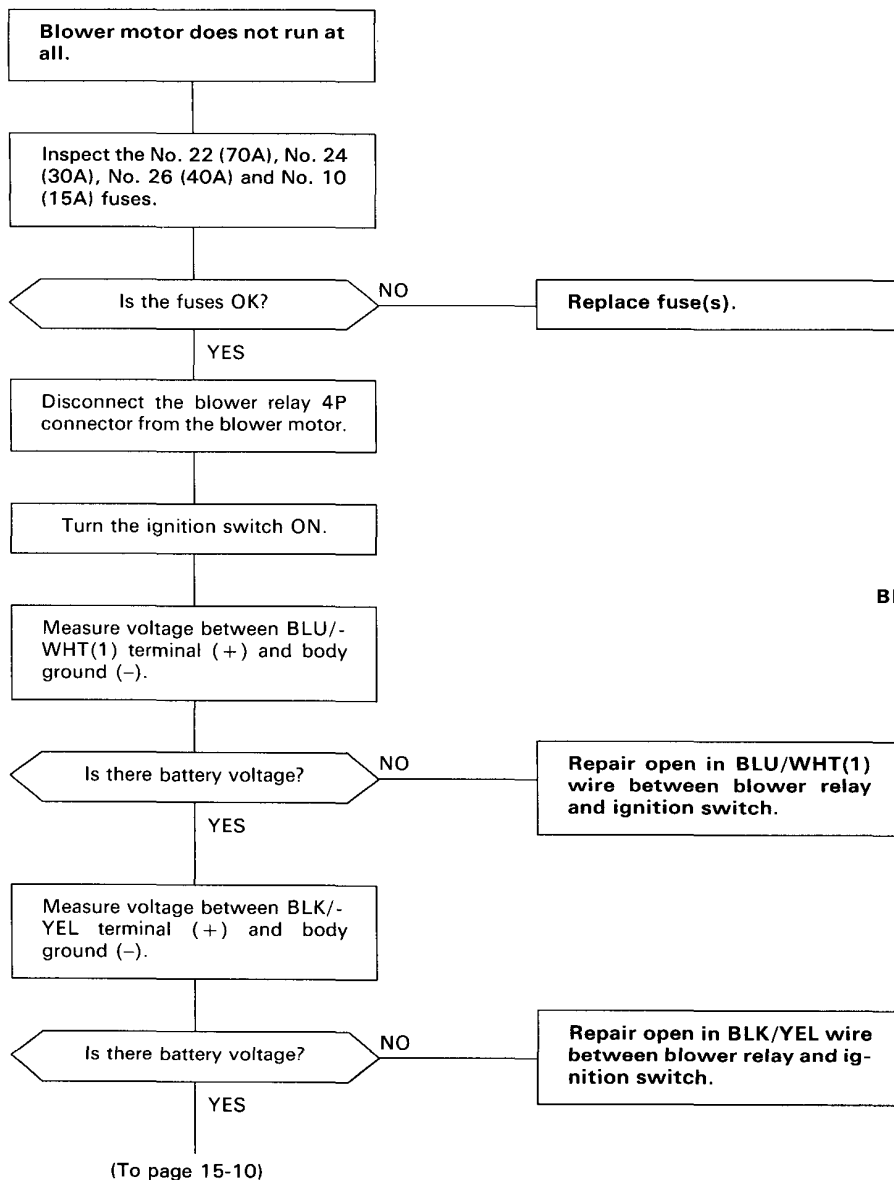 Blower motor does not run at
all.
Inspect the No. 22 (70A), No. 24
(30A), No. 26 (40A) and No. 10
(15A) fuses.
Is the fuses OK?
NO
Replace fuse(s).
YES
Disconnect the blower relay 4P
connector from the blower motor.
Turn the ignition switch ON.
Measure voltage between BLU/-
WHT(1) terminal (+) and body
ground (–).
Bl
Is there battery voltage?
NO
Repair open in BLU/WHT(1)
wire between blower relay
and ignition switch.
YES
Measure voltage between BLK/-
YEL terminal (+) and body
ground (–).
Is there battery voltage?
NO
Repair open in BLK/YEL wire
between blower relay and ig-
nition switch.
YES
(To page 15-10)